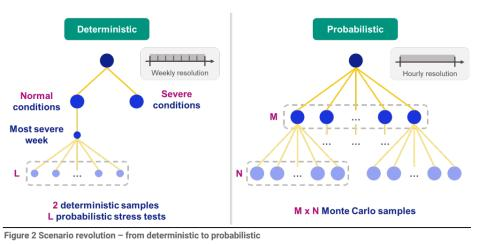 Deterministic
Weekly resolution
Normal
conditions
Severe
conditions
Most severe
week
L
...
2 deterministic samples
L probabilistic stress tests
Probabilistic
Hourly resolution
M
...
... ...
N
... ...
M x N Monte Carlo samples
Figure 2 Scenario revolution – from deterministic to probabilistic